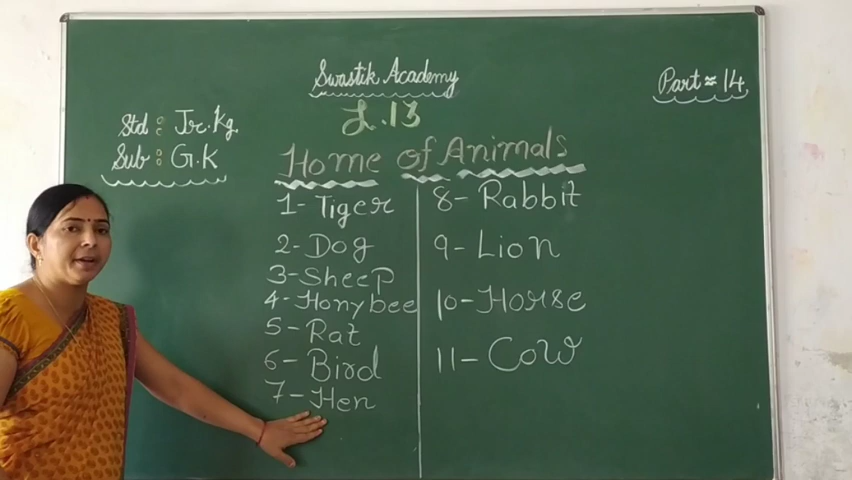 Swastik Academy
Part ≈ 14
Std : Jr. Kg.
L.13
Sub : G.K
Home of Animals
1- Tiger
2- Dog
3- Sheep
4- Honybee
5- Rat
6- Bird
7- Hen
8- Rabbit
9- Lion
10- Horse
11- Cow